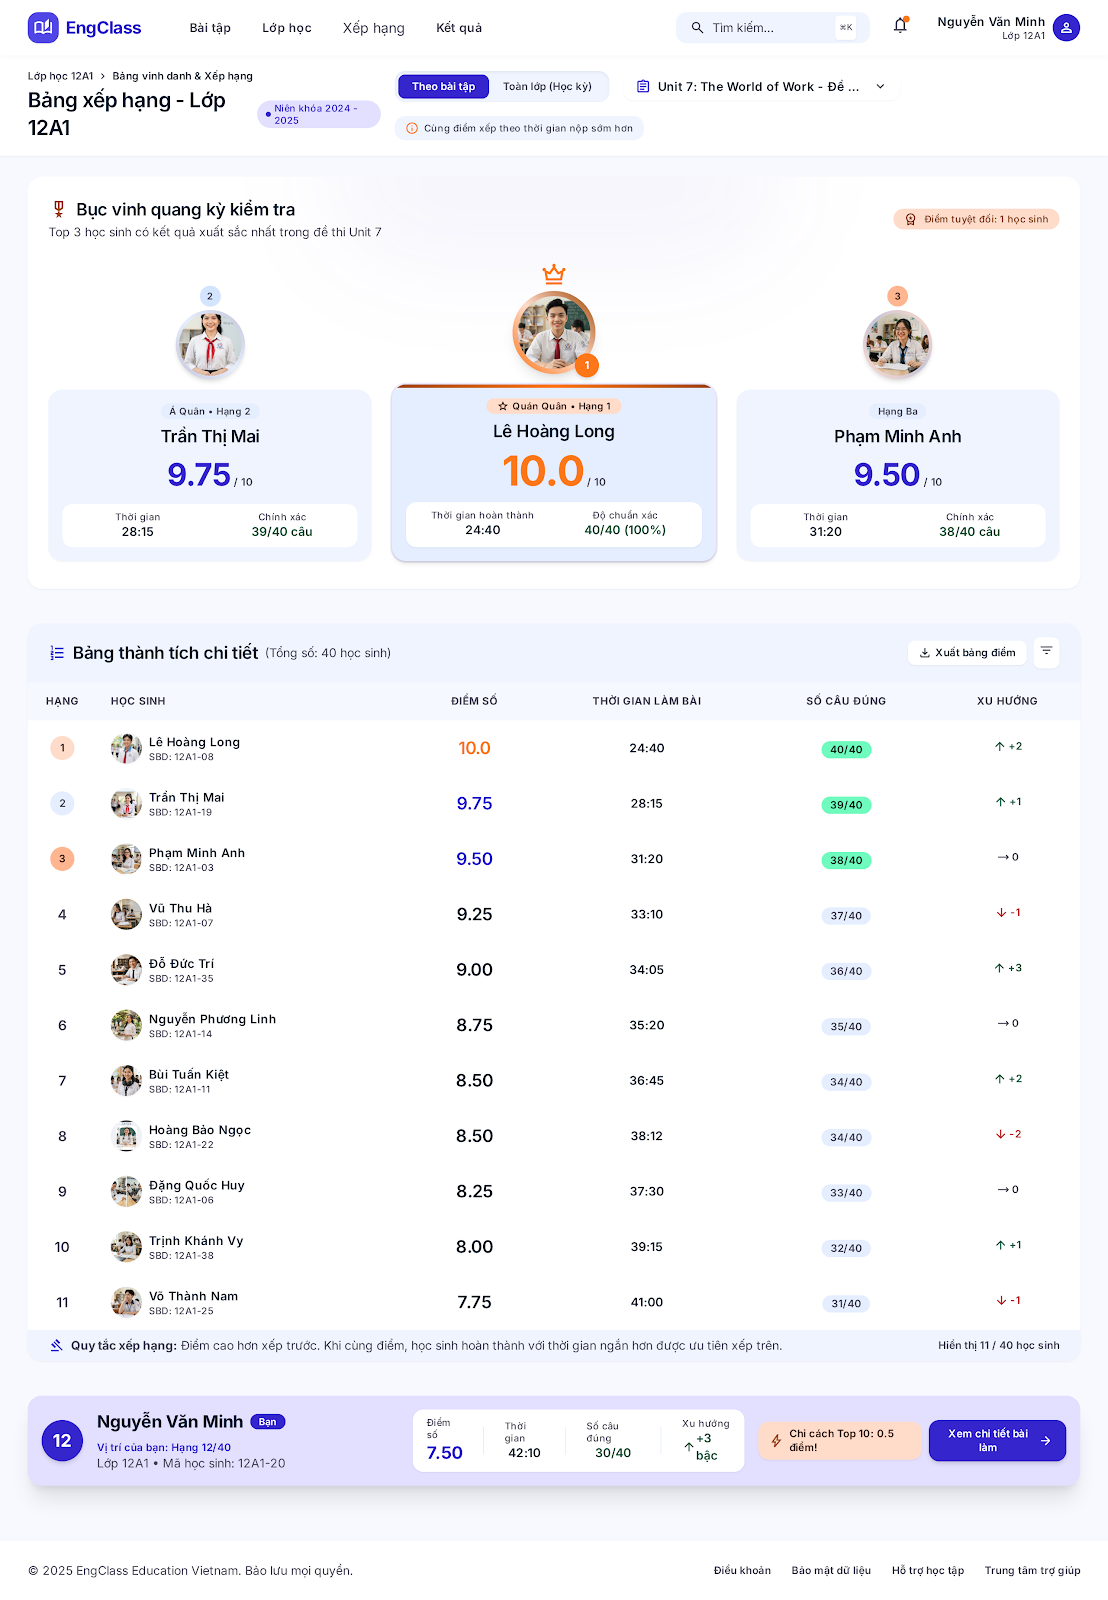 EngClass
Bài tập
Lớp học
Xếp hạng
Kết quả
Tìm kiếm...
⌘K
Nguyễn Văn Minh
Lớp 12A1
Lớp học 12A1 › Bảng vinh danh & Xếp hạng
Bảng xếp hạng - Lớp
12A1
Niên khóa 2024 -
2025
Theo bài tập
Toàn lớp (Học kỳ)
Unit 7: The World of Work - Đề ...
Cùng điểm xếp theo thời gian nộp sớm hơn
Bục vinh quang kỳ kiểm tra
Top 3 học sinh có kết quả xuất sắc nhất trong đề thi Unit 7
Điểm tuyệt đối: 1 học sinh
2
Á Quân • Hạng 2
Trần Thị Mai
9.75 / 10
Thời gian
28:15
Chính xác
39/40 câu
1
Quán Quân • Hạng 1
Lê Hoàng Long
10.0 / 10
Thời gian hoàn thành
24:40
Độ chuẩn xác
40/40 (100%)
3
Hạng Ba
Phạm Minh Anh
9.50 / 10
Thời gian
31:20
Chính xác
38/40 câu
Bảng thành tích chi tiết (Tổng số: 40 học sinh)
Xuất bảng điểm
HẠNG HỌC SINH ĐIỂM SỐ THỜI GIAN LÀM BÀI SỐ CÂU ĐÚNG XU HƯỚNG
1 Lê Hoàng Long 10.0 24:40 40/40 ↑ +2
SBD: 12A1-08
2 Trần Thị Mai 9.75 28:15 39/40 ↑ +1
SBD: 12A1-19
3 Phạm Minh Anh 9.50 31:20 38/40 → 0
SBD: 12A1-03
4 Vũ Thu Hà 9.25 33:10 37/40 ↓ -1
SBD: 12A1-07
5 Đỗ Đức Trí 9.00 34:05 36/40 ↑ +3
SBD: 12A1-35
6 Nguyễn Phương Linh 8.75 35:20 35/40 → 0
SBD: 12A1-14
7 Bùi Tuấn Kiệt 8.50 36:45 34/40 ↑ +2
SBD: 12A1-11
8 Hoàng Bảo Ngọc 8.50 38:12 34/40 ↓ -2
SBD: 12A1-22
9 Đặng Quốc Huy 8.25 37:30 33/40 → 0
SBD: 12A1-06
10 Trịnh Khánh Vy 8.00 39:15 32/40 ↑ +1
SBD: 12A1-38
11 Võ Thành Nam 7.75 41:00 31/40 ↓ -1
SBD: 12A1-25
Quy tắc xếp hạng: Điểm cao hơn xếp trước. Khi cùng điểm, học sinh hoàn thành với thời gian ngắn hơn được ưu tiên xếp trên.
Hiển thị 11 / 40 học sinh
12
Nguyễn Văn Minh Bạn
Vị trí của bạn: Hạng 12/40
Lớp 12A1 • Mã học sinh: 12A1-20
Điểm
số
7.50
Thời
gian
42:10
Số câu
đúng
30/40
Xu hướng
↑ +3
bậc
Chỉ cách Top 10: 0.5
điểm!
Xem chi tiết bài
làm →
© 2025 EngClass Education Vietnam. Bảo lưu mọi quyền.
Điều khoản
Bảo mật dữ liệu
Hỗ trợ học tập
Trung tâm trợ giúp